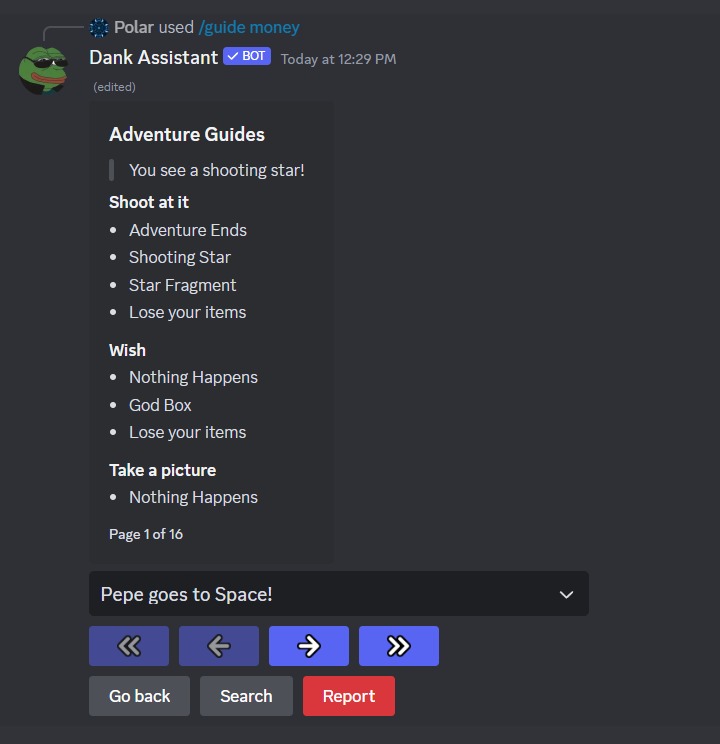 Polar used /guide money
Dank Assistant BOT Today at 12:29 PM
(edited)
Adventure Guides
You see a shooting star!
Shoot at it
• Adventure Ends
• Shooting Star
• Star Fragment
• Lose your items
Wish
• Nothing Happens
• God Box
• Lose your items
Take a picture
• Nothing Happens
Page 1 of 16
Pepe goes to Space!
Go back Search Report